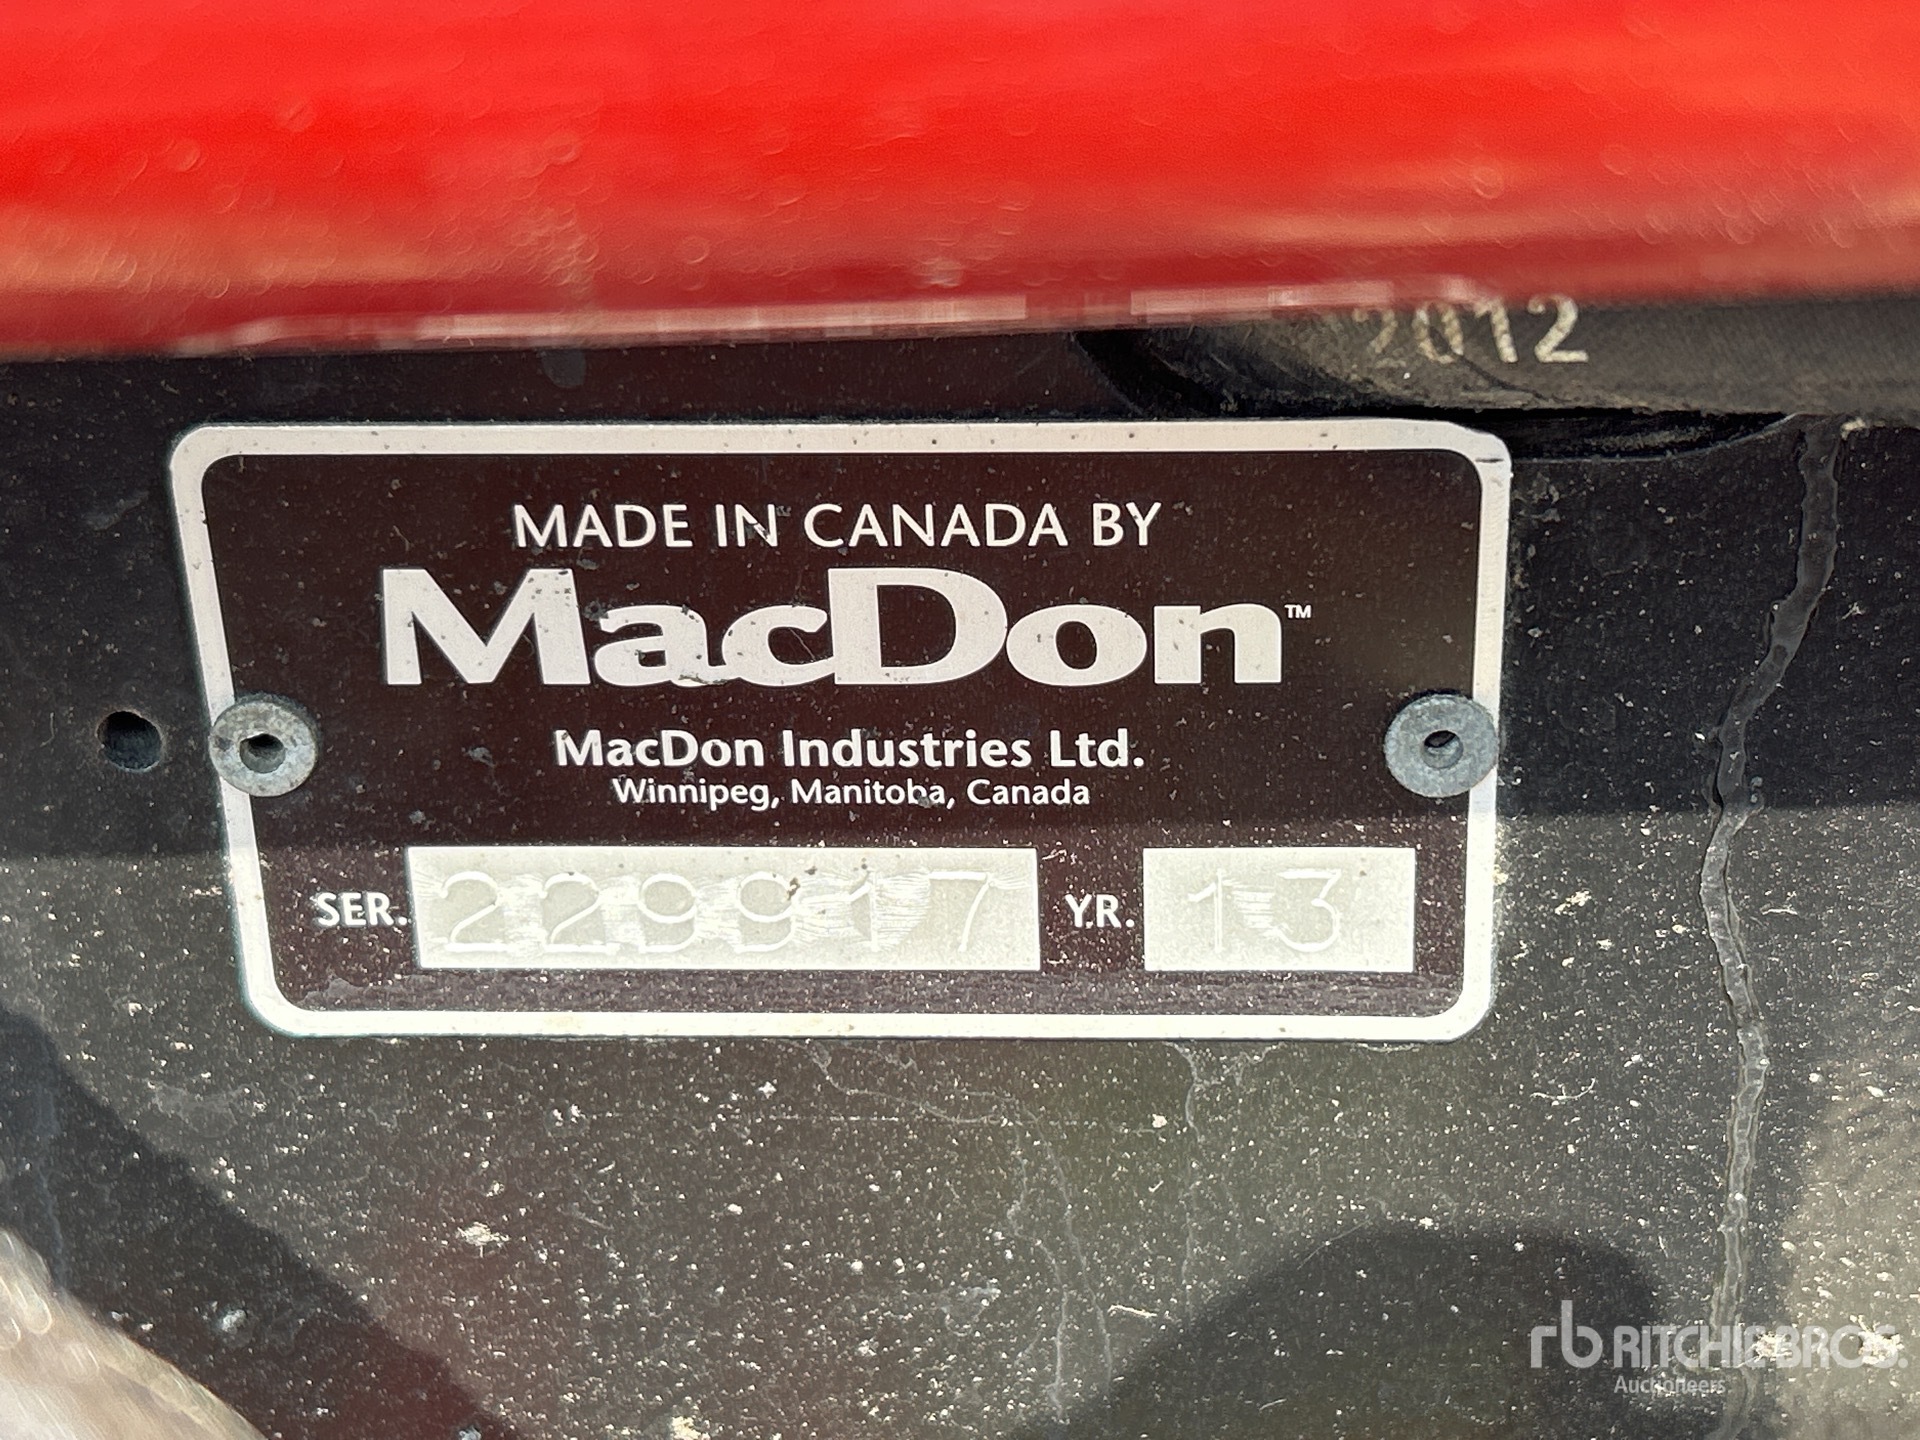 2012
MADE IN CANADA BY
MacDon™
MacDon Industries Ltd.
Winnipeg, Manitoba, Canada
SER. 229917 YR. 13
rb RITCHIE BROS.
Auctioneers